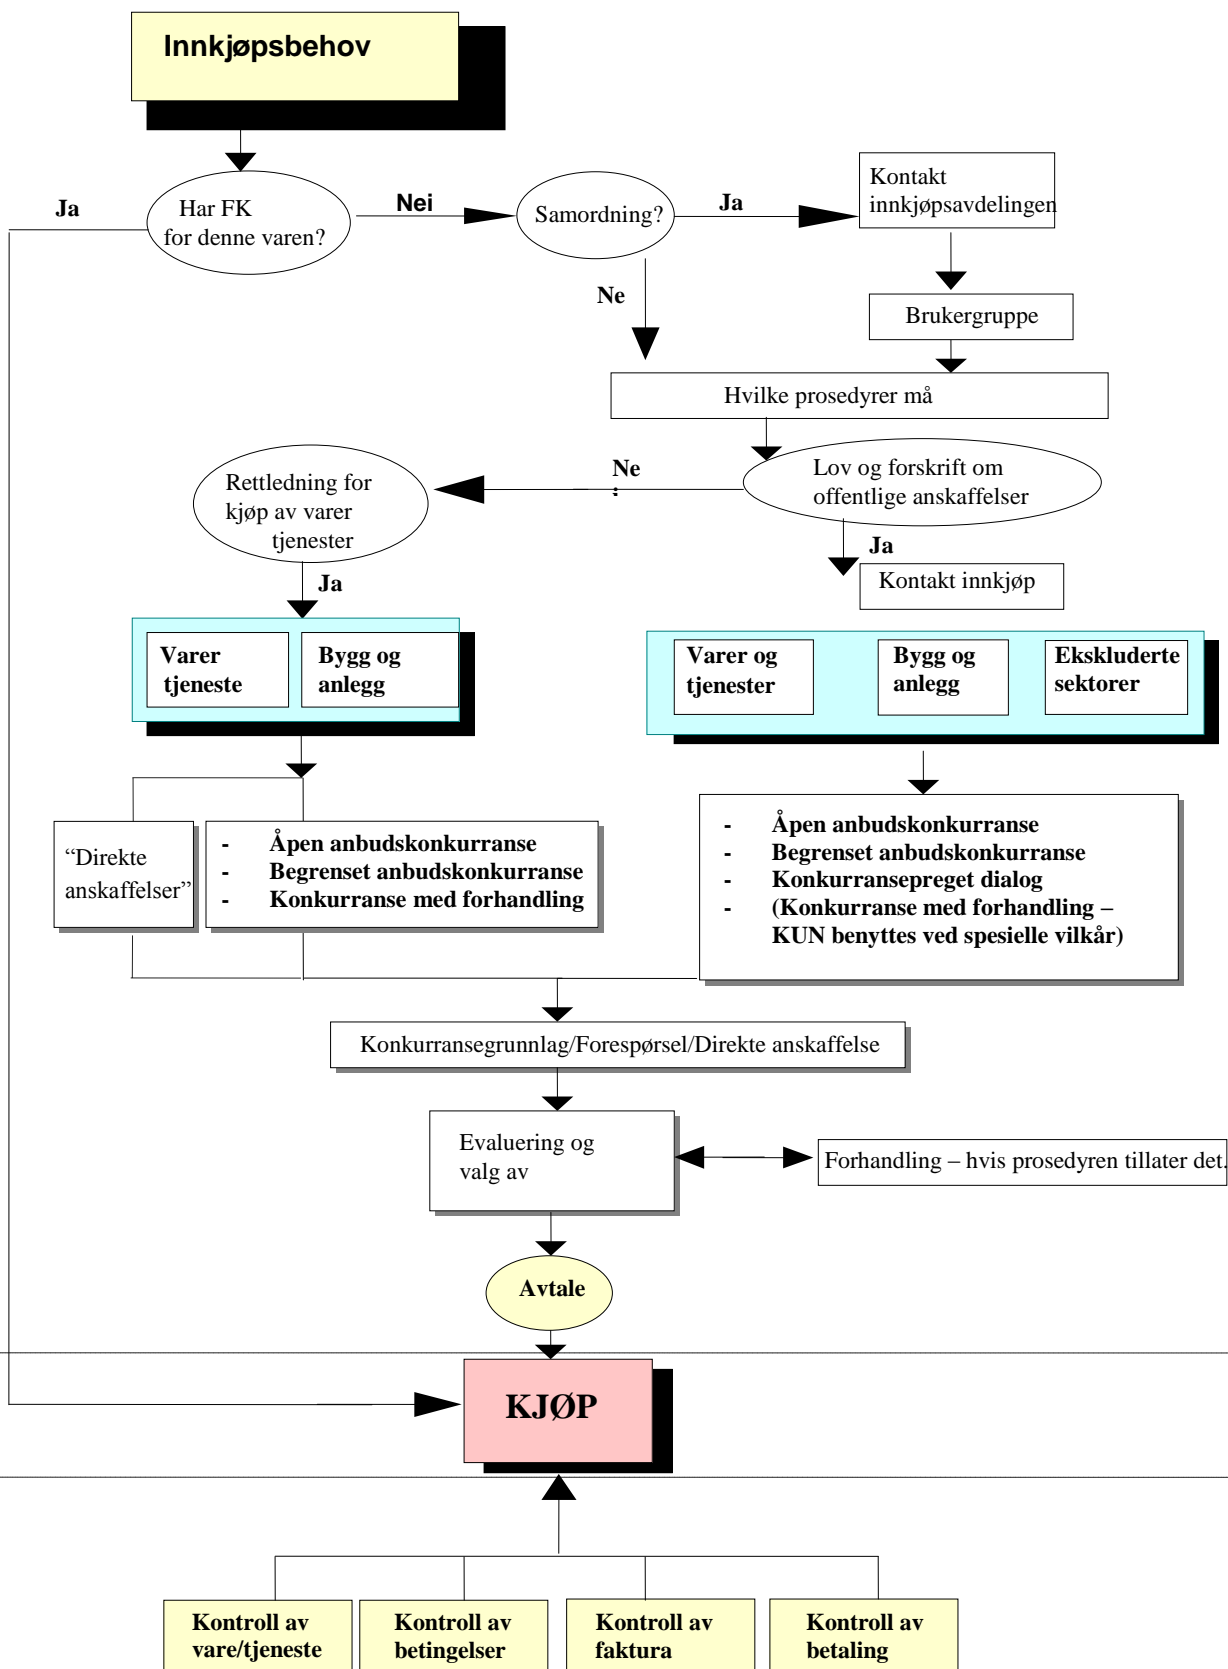 Innkjøpsbehov
Ja
Har FK
for denne varen?
Nei
Samordning?
Ja
Kontakt
innkjøpsavdelingen
Ne
Brukergruppe
Hvilke prosedyrer må
Rettledning for
kjøp av varer
tjenester
Ne
:
Lov og forskrift om
offentlige anskaffelser
Ja
Ja
Kontakt innkjøp
Varer
tjeneste
Bygg og
anlegg
Varer og
tjenester
Bygg og
anlegg
Ekskluderte
sektorer
“Direkte
anskaffelser”
- Åpen anbudskonkurranse
- Begrenset anbudskonkurranse
- Konkurranse med forhandling
- Åpen anbudskonkurranse
- Begrenset anbudskonkurranse
- Konkurransepreget dialog
- (Konkurranse med forhandling –
KUN benyttes ved spesielle vilkår)
Konkurransegrunnlag/Forespørsel/Direkte anskaffelse
Evaluering og
valg av
Forhandling – hvis prosedyren tillater det.
Avtale
KJØP
Kontroll av
vare/tjeneste
Kontroll av
betingelser
Kontroll av
faktura
Kontroll av
betaling